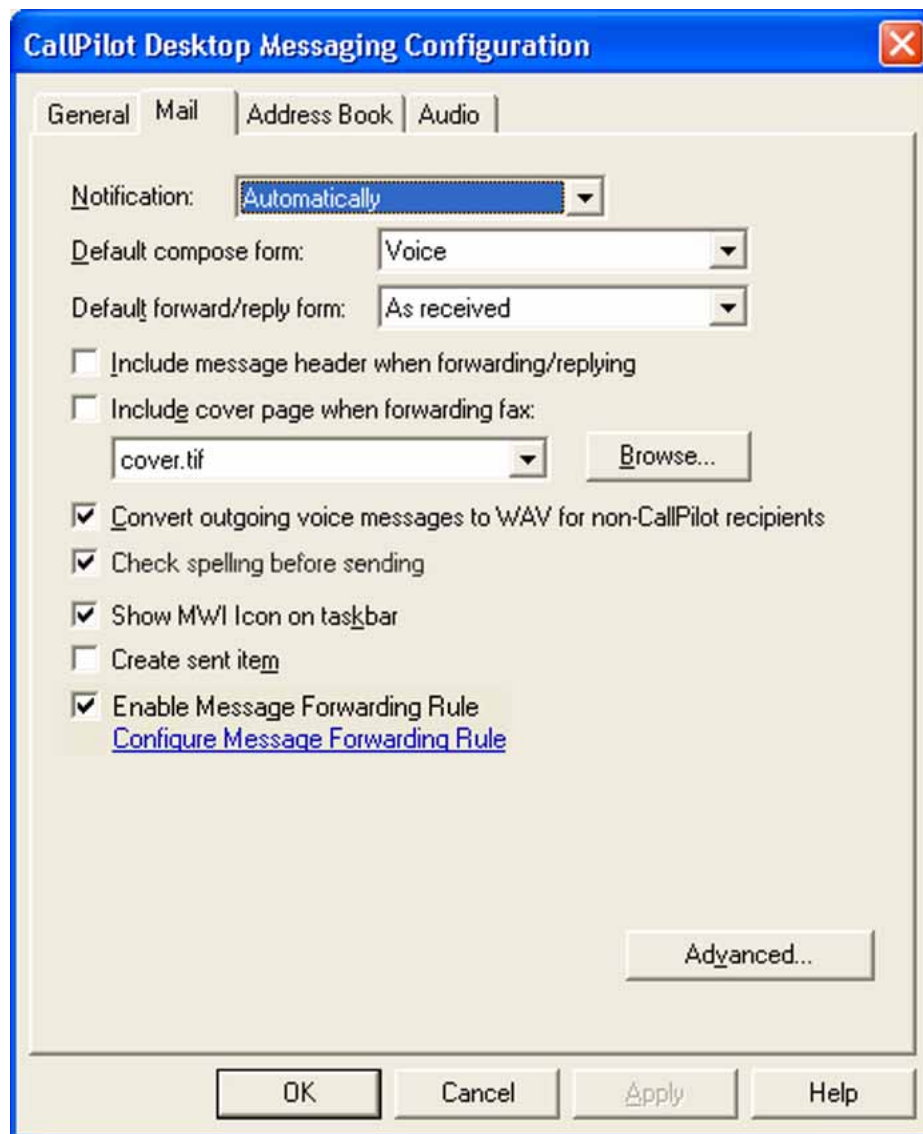 CallPilot Desktop Messaging Configuration
General Mail Address Book Audio
Notification: Automatically
Default compose form: Voice
Default forward/reply form: As received
Include message header when forwarding/replying
Include cover page when forwarding fax:
cover.tif Browse...
Convert outgoing voice messages to WAV for non-CallPilot recipients
Check spelling before sending
Show MWI Icon on taskbar
Create sent item
Enable Message Forwarding Rule
Configure Message Forwarding Rule
Advanced...
OK Cancel Apply Help